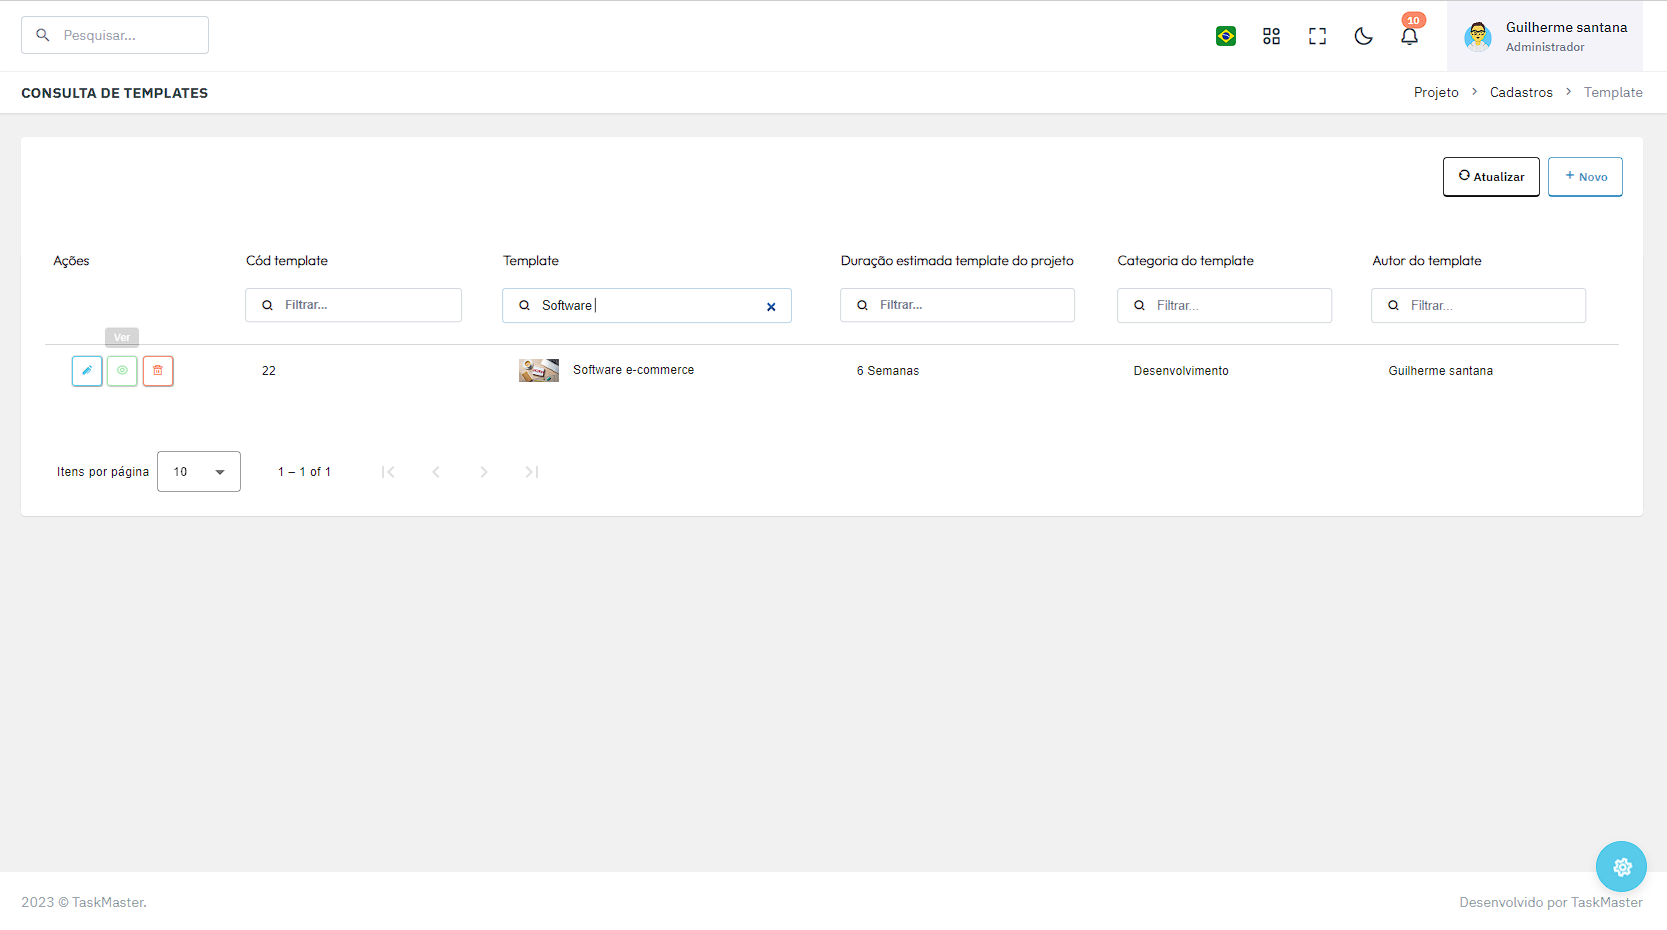 Pesquisar...
10
Guilherme santana
Administrador
CONSULTA DE TEMPLATES
Projeto > Cadastros > Template
Atualizar
+ Novo
Ações Cód template Template Duração estimada template do projeto Categoria do template Autor do template
Filtrar... Software Filtrar... Filtrar... Filtrar...
Ver
22 Software e-commerce 6 Semanas Desenvolvimento Guilherme santana
Itens por página 10 1 – 1 of 1
2023 © TaskMaster. Desenvolvido por TaskMaster